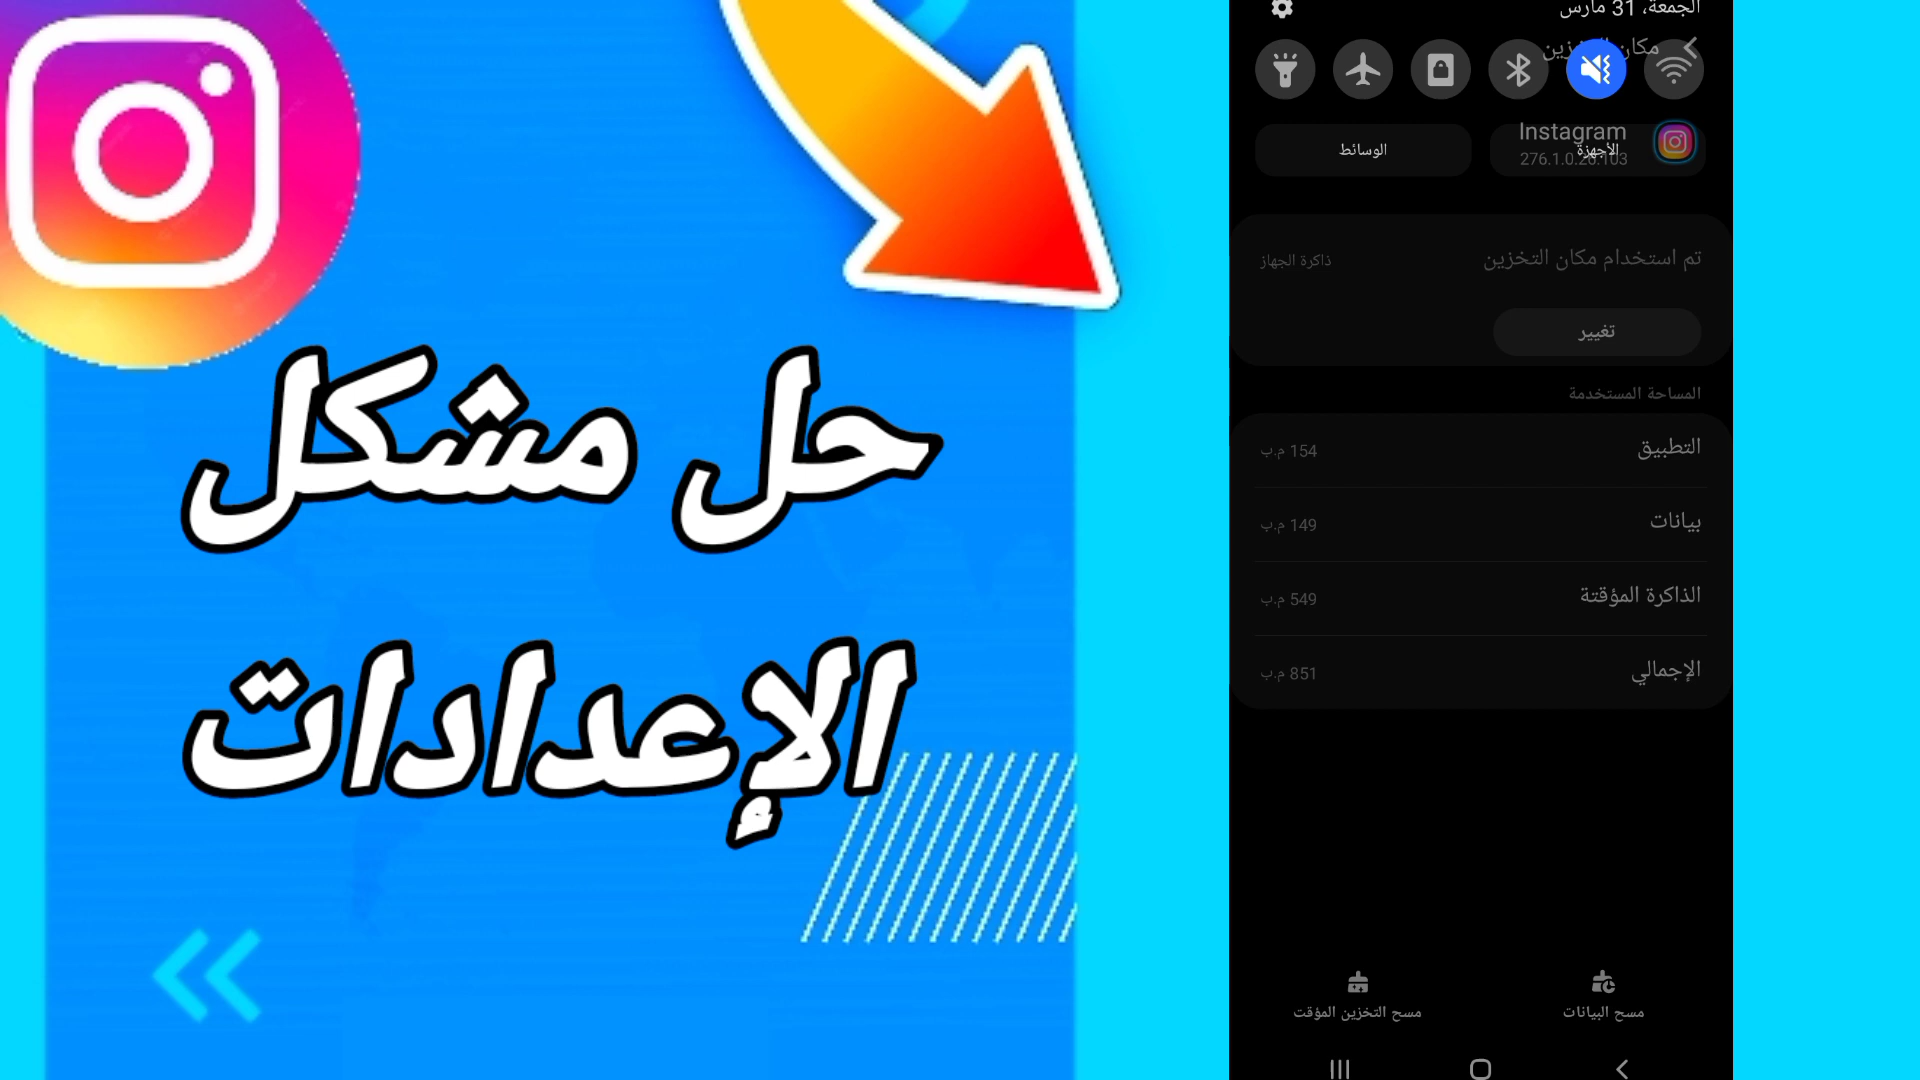 حل مشكل
الإعدادات
الجمعة، 31 مارس
مكان
Instagram
276.1.0.26.103
الأجهزة
الوسائط
تم استخدام مكان التخزين
ذاكرة الجهاز
تغيير
المساحة المستخدمة
التطبيق 154 م.ب
بيانات 149 م.ب
الذاكرة المؤقتة 549 م.ب
الإجمالي 851 م.ب
مسح البيانات
مسح التخزين المؤقت